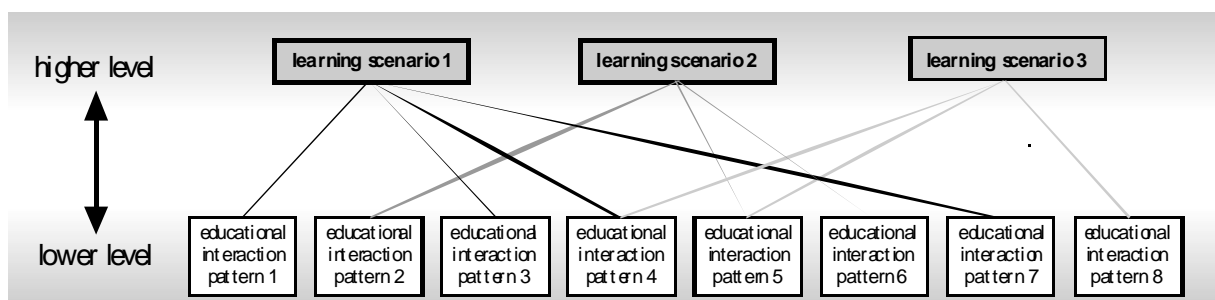 learning scenario 1
learning scenario 2
learning scenario 3
higher level
lower level
educational
interaction
pattern 1
educational
interaction
pattern 2
educational
interaction
pattern 3
educational
interaction
pattern 4
educational
interaction
pattern 5
educational
interaction
pattern 6
educational
interaction
pattern 7
educational
interaction
pattern 8